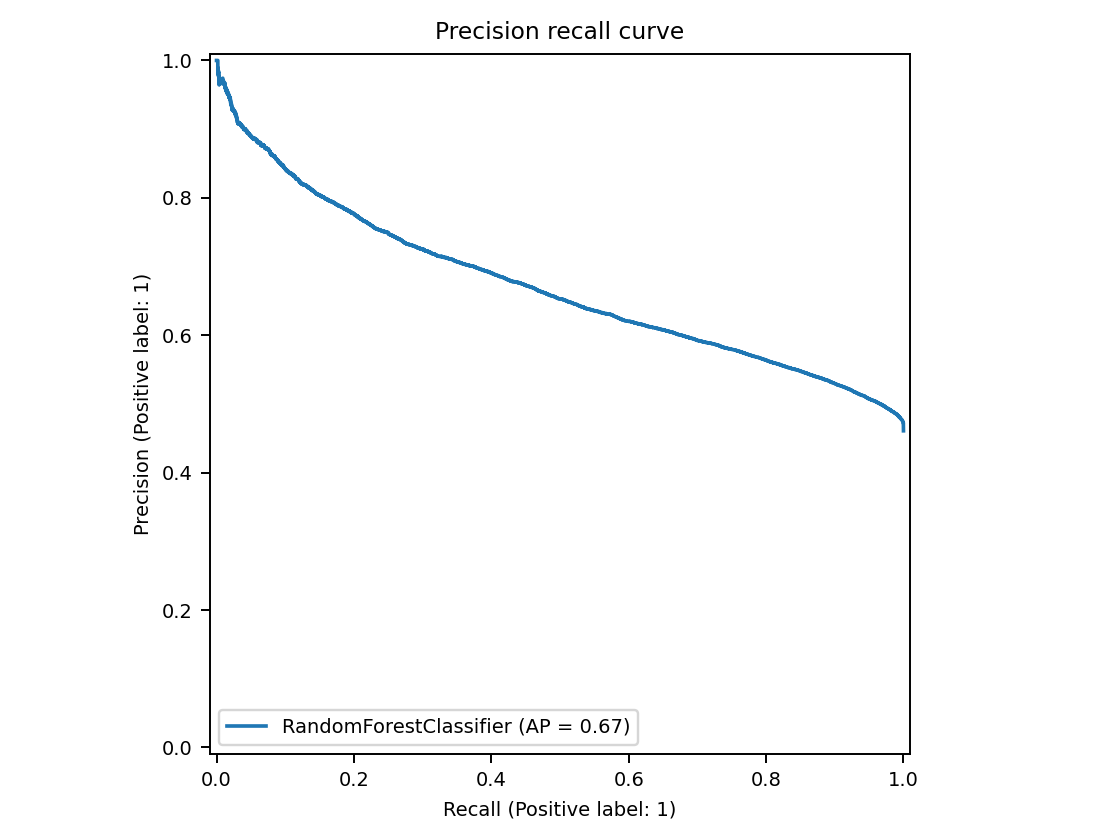 Precision recall curve
1.0
0.8
0.6
0.4
0.2
0.0
Precision (Positive label: 1)
RandomForestClassifier (AP = 0.67)
0.0 0.2 0.4 0.6 0.8 1.0
Recall (Positive label: 1)